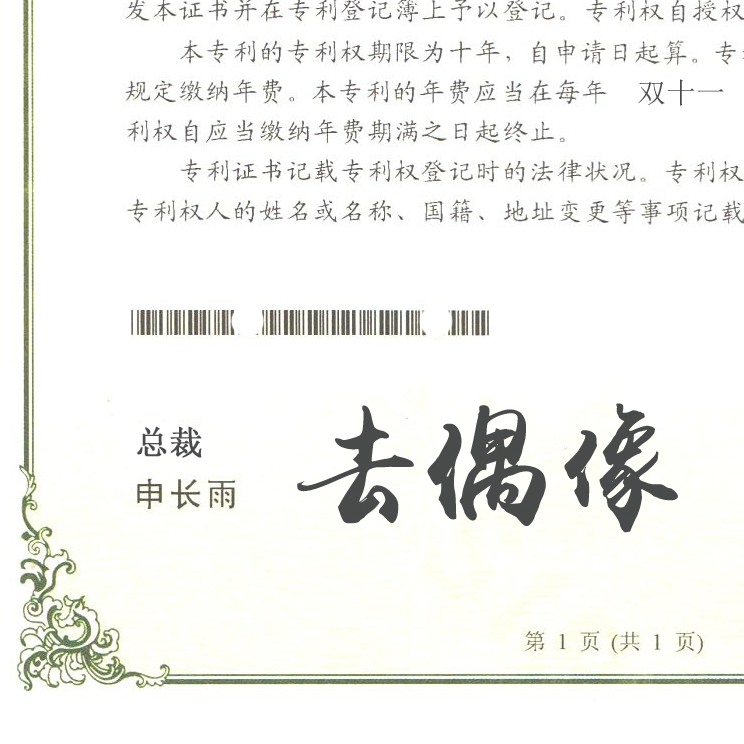 发本证书并在专利登记簿上予以登记。专利权自授权
本专利的专利权期限为十年，自申请日起算。专
规定缴纳年费。本专利的年费应当在每年 双十一
利权自应当缴纳年费期满之日起终止。
专利证书记载专利权登记时的法律状况。专利权
专利权人的姓名或名称、国籍、地址变更等事项记载
总裁
申长雨
去偶像
第 1 页 (共 1 页)